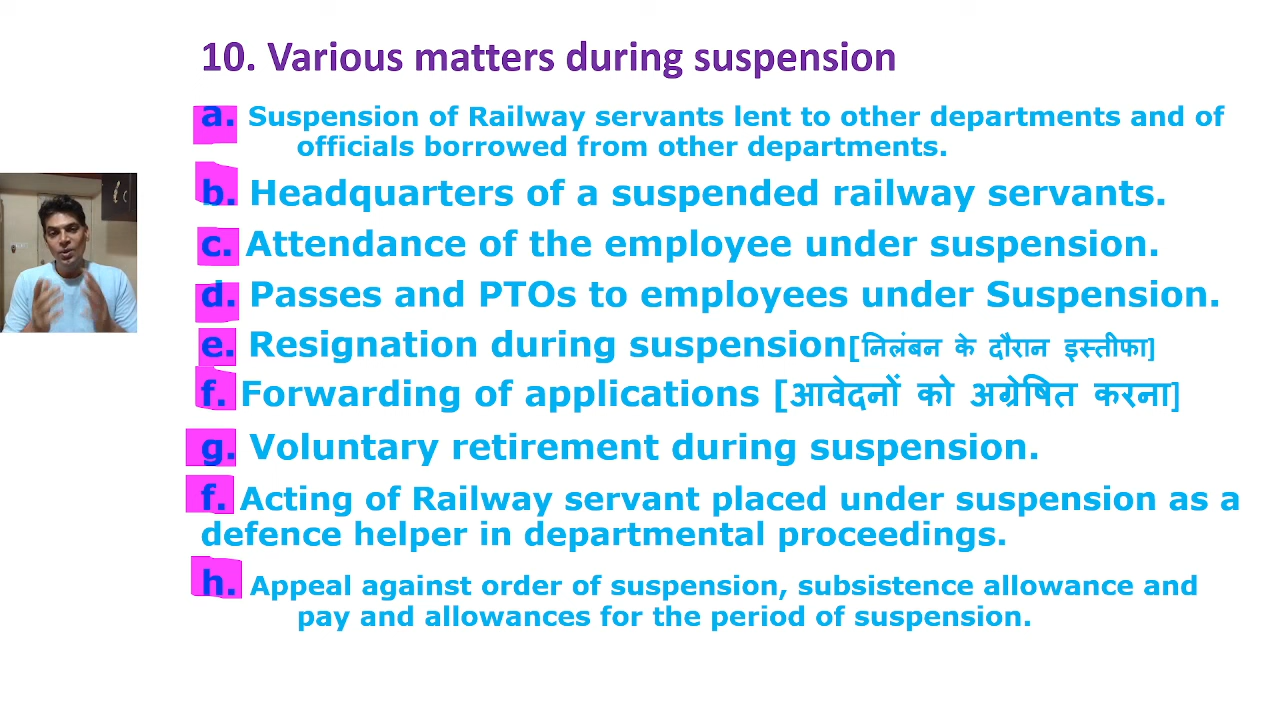 10. Various matters during suspension
a. Suspension of Railway servants lent to other departments and of
officials borrowed from other departments.
b. Headquarters of a suspended railway servants.
c. Attendance of the employee under suspension.
d. Passes and PTOs to employees under Suspension.
e. Resignation during suspension[निलंबन के दौरान इस्तीफा]
f. Forwarding of applications [आवेदनों को अग्रेषित करना]
g. Voluntary retirement during suspension.
f. Acting of Railway servant placed under suspension as a
defence helper in departmental proceedings.
h. Appeal against order of suspension, subsistence allowance and
pay and allowances for the period of suspension.